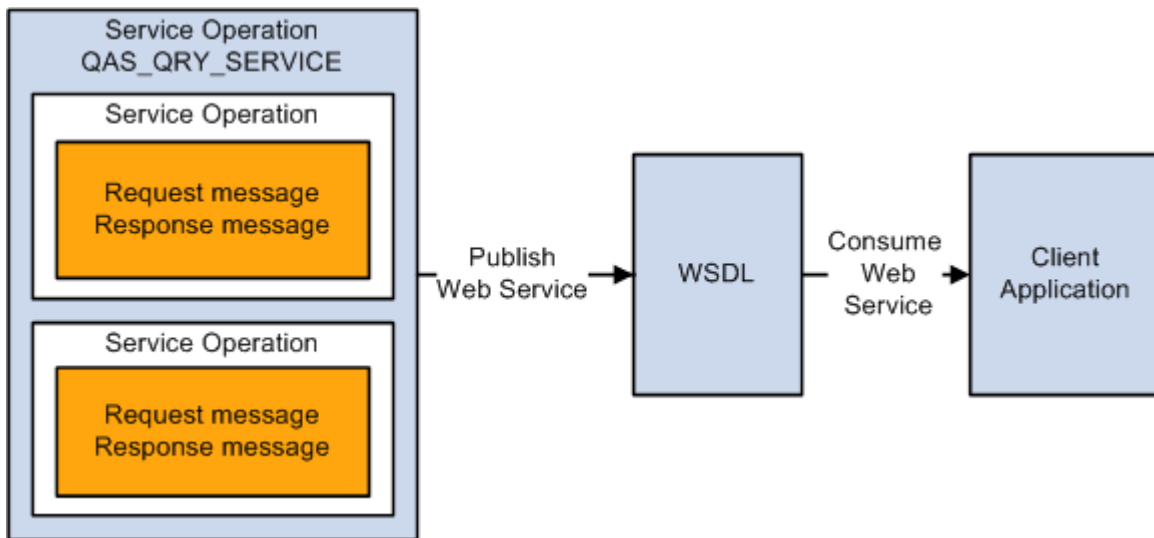 Service Operation
QAS_QRY_SERVICE
Service Operation
Request message
Response message
Service Operation
Request message
Response message
Publish
Web Service
WSDL
Consume
Web
Service
Client
Application